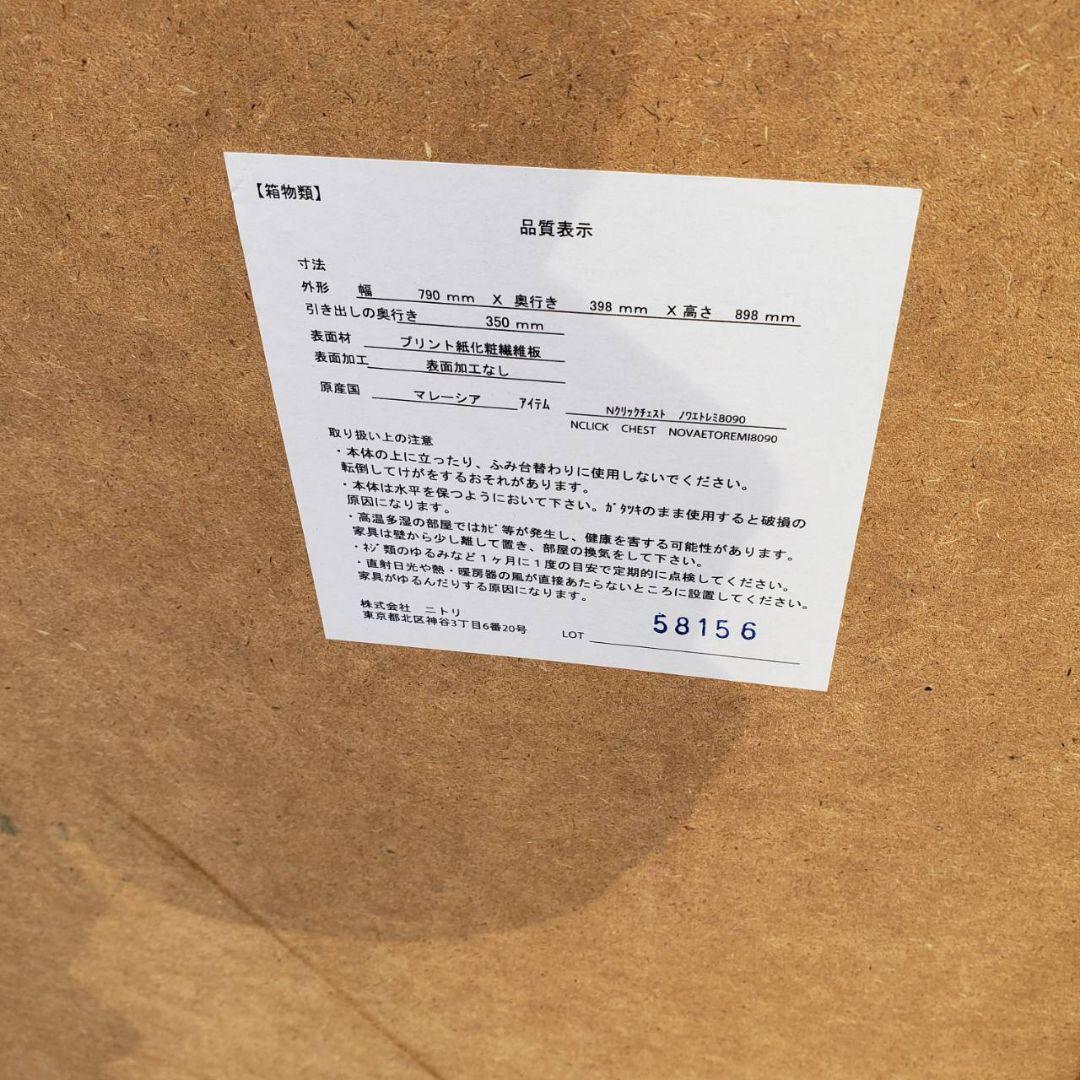 【箱物類】
品質表示
寸法
外形 幅 790 mm X 奥行き 398 mm X 高さ 898 mm
引き出しの奥行き 350 mm
表面材 プリント紙化粧繊維板
表面加工 表面加工なし
原産国 マレーシア アイテム Nクリックチェスト ノワエトレミ8090
NCLICK CHEST NOVAETOREMI8090
取り扱い上の注意
・本体の上に立ったり、ふみ台替わりに使用しないでください。
転倒してけがをするおそれがあります。
・本体は水平を保つようにおいて下さい。ガタツキのまま使用すると破損の
原因になります。
・高温多湿の部屋ではカビ等が発生し、健康を害する可能性があります。
家具は壁から少し離して置き、部屋の換気をして下さい。
・ネジ類のゆるみなど１ヶ月に１度の目安で定期的に点検してください。
・直射日光や熱・暖房器の風が直接あたらないところに設置してください。
家具がゆるんだりする原因になります。
株式会社 ニトリ
東京都北区神谷3丁目6番20号
LOT 58156